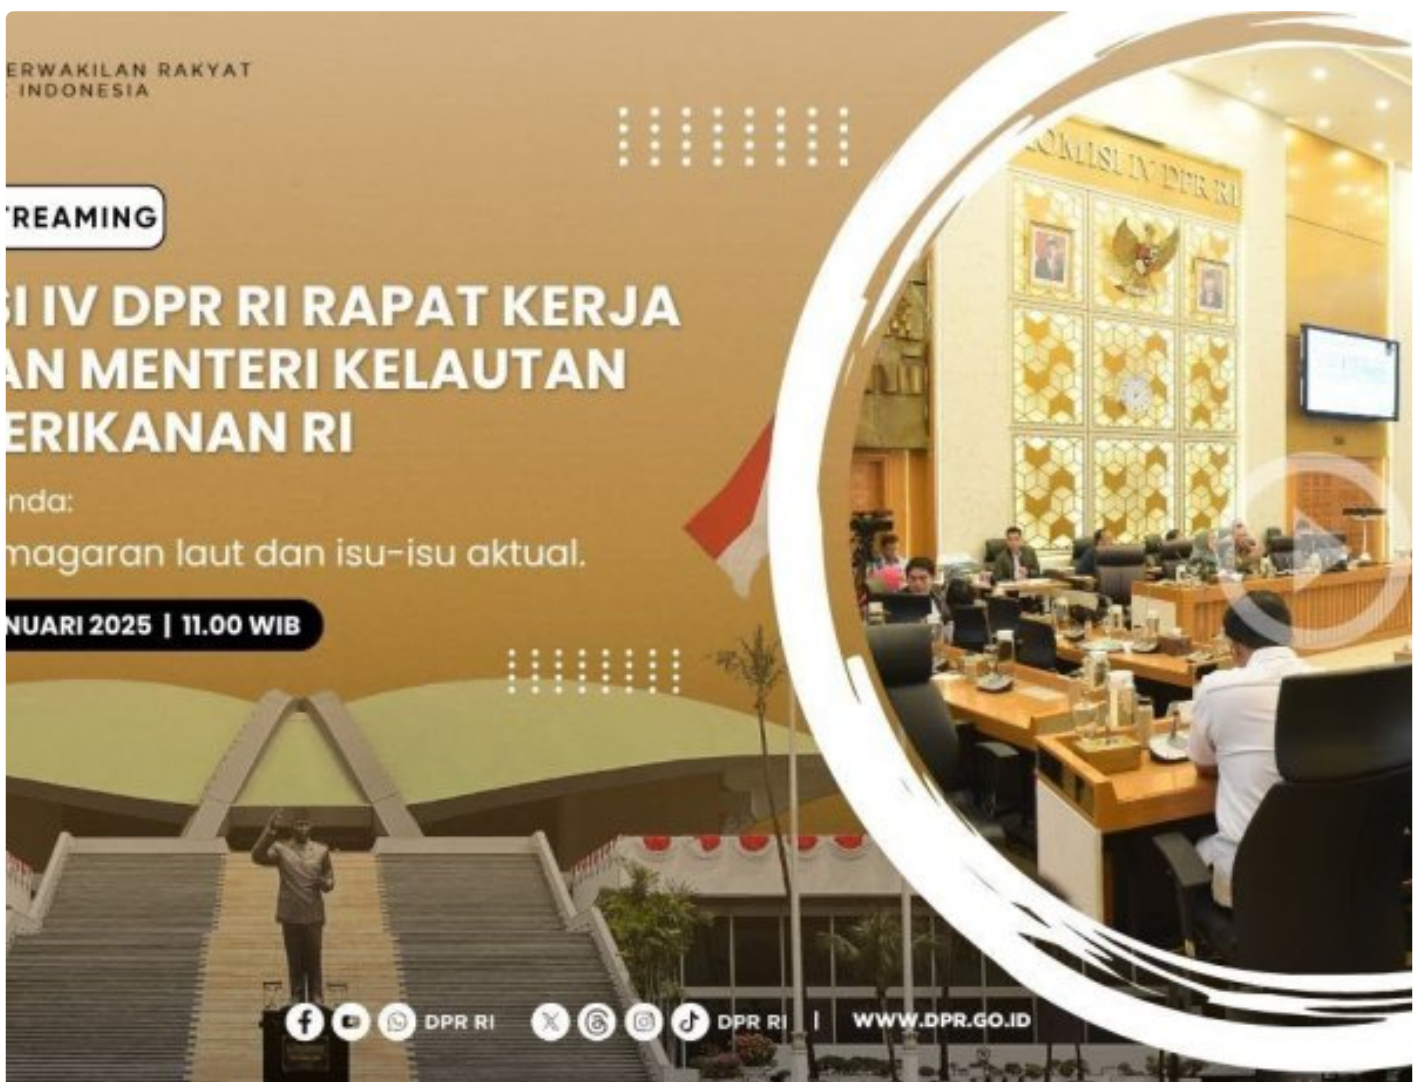 ERWAKILAN RAKYAT
INDONESIA
TREAMING
SI IV DPR RI RAPAT KERJA
AN MENTERI KELAUTAN
ERIKANAN RI
nda:
magaran laut dan isu-isu aktual.
NUARI 2025 | 11.00 WIB
KOMISI IV DPR RI
DPR RI
DPR RI | WWW.DPR.GO.ID